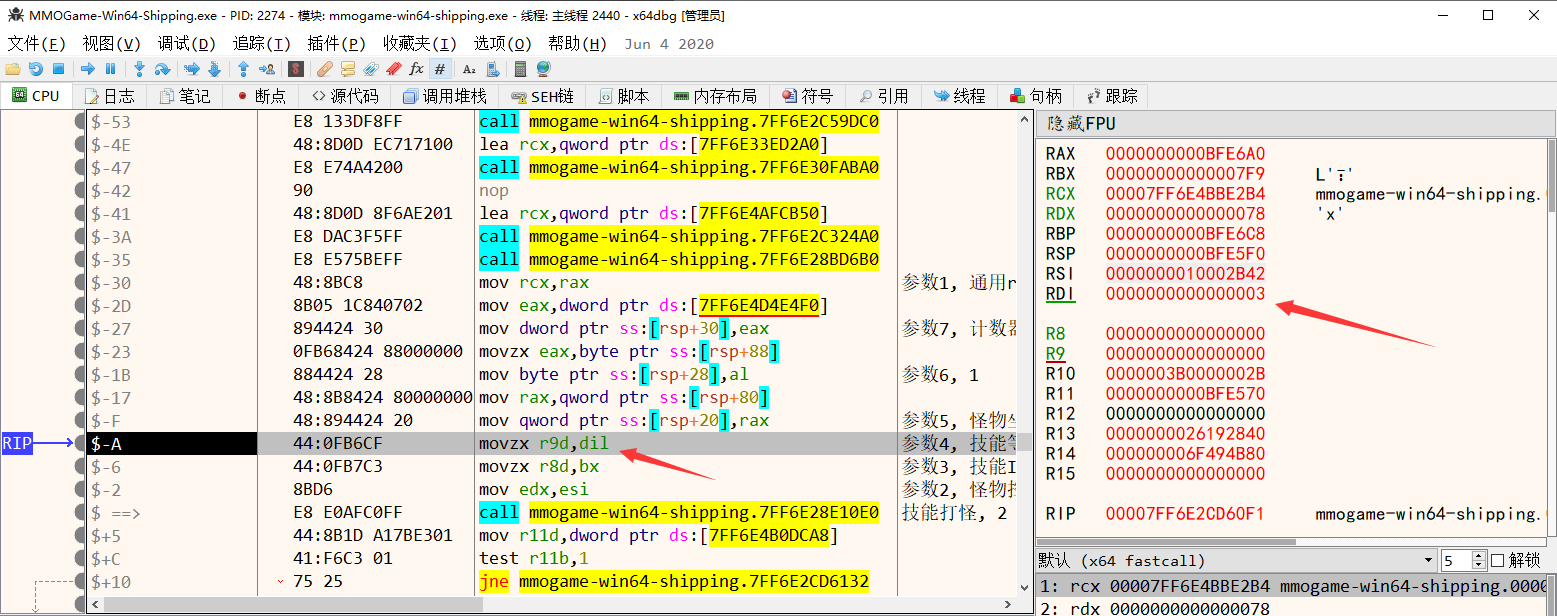 MMOGame-Win64-Shipping.exe - PID: 2274 - 模块: mmogame-win64-shipping.exe - 线程: 主线程 2440 - x64dbg [管理员]
文件(F) 视图(V) 调试(D) 追踪(T) 插件(P) 收藏夹(I) 选项(O) 帮助(H) Jun 4 2020
CPU 日志 笔记 断点 源代码 调用堆栈 SEH链 脚本 内存布局 符号 引用 线程 句柄 跟踪
$-53 E8 133DF8FF call mmogame-win64-shipping.7FF6E2C59DC0
$-4E 48:8D0D EC717100 lea rcx,qword ptr ds:[7FF6E33ED2A0]
$-47 E8 E74A4200 call mmogame-win64-shipping.7FF6E30FABA0
$-42 90 nop
$-41 48:8D0D 8F6AE201 lea rcx,qword ptr ds:[7FF6E4AFCB50]
$-3A E8 DAC3F5FF call mmogame-win64-shipping.7FF6E2C324A0
$-35 E8 E575BEFF call mmogame-win64-shipping.7FF6E28BD6B0
$-30 48:8BC8 mov rcx,rax 参数1, 通用r
$-2D 8B05 1C840702 mov eax,dword ptr ds:[7FF6E4D4E4F0]
$-27 894424 30 mov dword ptr ss:[rsp+30],eax 参数7, 计数器
$-23 0FB68424 88000000 movzx eax,byte ptr ss:[rsp+88]
$-1B 884424 28 mov byte ptr ss:[rsp+28],al 参数6, 1
$-17 48:8B8424 80000000 mov rax,qword ptr ss:[rsp+80]
$-F 48:894424 20 mov qword ptr ss:[rsp+20],rax 参数5, 怪物坐
RIP $-A 44:0FB6CF movzx r9d,dil 参数4, 技能等
$-6 44:0FB7C3 movzx r8d,bx 参数3, 技能I
$-2 8BD6 mov edx,esi 参数2, 怪物
$ ==> E8 E0AFC0FF call mmogame-win64-shipping.7FF6E28E10E0 技能打怪, 2
$+5 44:8B1D A17BE301 mov r11d,dword ptr ds:[7FF6E4B0DCA8]
$+C 41:F6C3 01 test r11b,1
$+10 75 25 jne mmogame-win64-shipping.7FF6E2CD6132
隐藏FPU
RAX 0000000000BFE6A0
RBX 00000000000007F9 L'߹'
RCX 00007FF6E4BBE2B4 mmogame-win64-shipping.
RDX 0000000000000078 'x'
RBP 0000000000BFE6C8
RSP 0000000000BFE5F0
RSI 0000000010002B42
RDI 0000000000000003
R8 0000000000000000
R9 0000000000000000
R10 0000003B0000002B
R11 0000000000BFE570
R12 0000000000000000
R13 0000000026192840
R14 000000006F494B80
R15 0000000000000000
RIP 00007FF6E2CD60F1 mmogame-win64-shipping.
默认 (x64 fastcall) 5 解锁
1: rcx 00007FF6E4BBE2B4 mmogame-win64-shipping.0000
2: rdx 0000000000000078